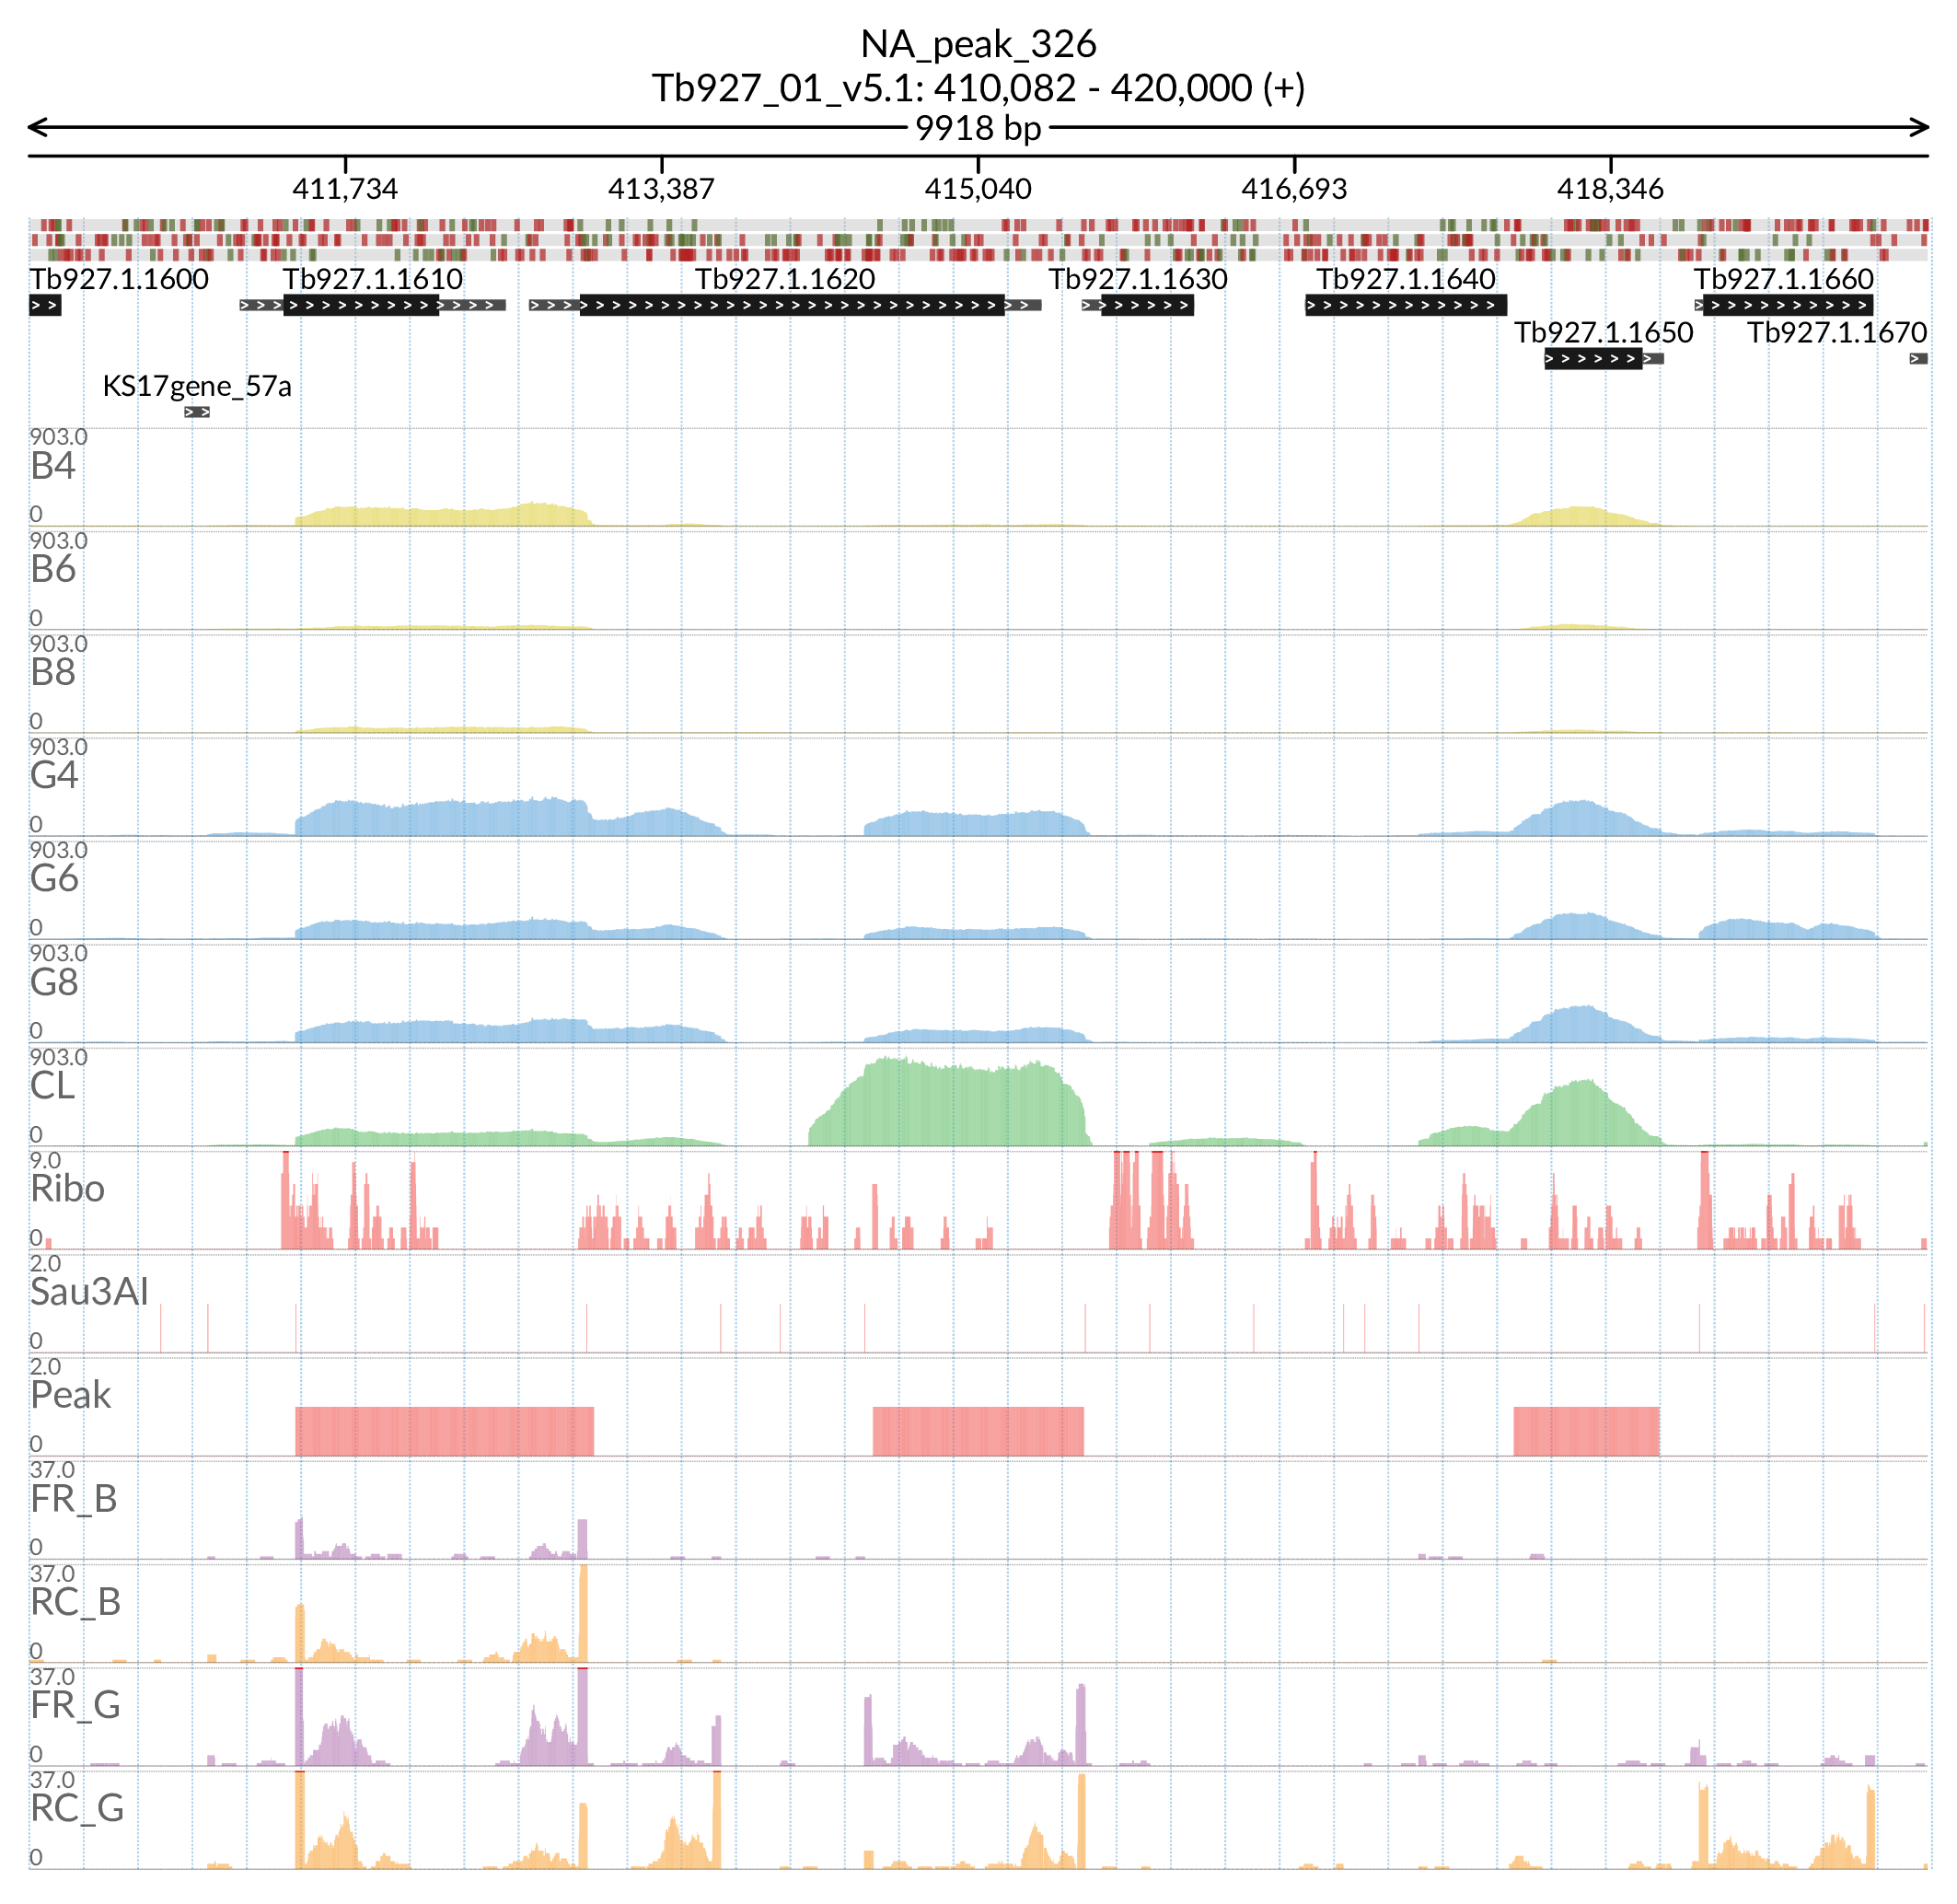 NA_peak_326
Tb927_01_v5.1: 410,082 - 420,000 (+)
9918 bp
411,734 413,387 415,040 416,693 418,346
Tb927.1.1600 Tb927.1.1610 Tb927.1.1620 Tb927.1.1630 Tb927.1.1640 Tb927.1.1660
Tb927.1.1650 Tb927.1.1670
KS17gene_57a
903.0
B4
0
903.0
B6
0
903.0
B8
0
903.0
G4
0
903.0
G6
0
903.0
G8
0
903.0
CL
0
9.0
Ribo
0
2.0
Sau3AI
0
2.0
Peak
0
37.0
FR_B
0
37.0
RC_B
0
37.0
FR_G
0
37.0
RC_G
0